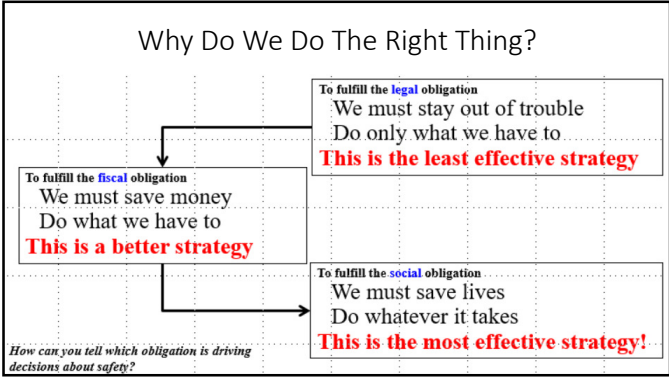 Why Do We Do The Right Thing?
To fulfill the legal obligation
We must stay out of trouble
Do only what we have to
This is the least effective strategy
To fulfill the fiscal obligation
We must save money
Do what we have to
This is a better strategy
To fulfill the social obligation
We must save lives
Do whatever it takes
This is the most effective strategy!
How can you tell which obligation is driving
decisions about safety?